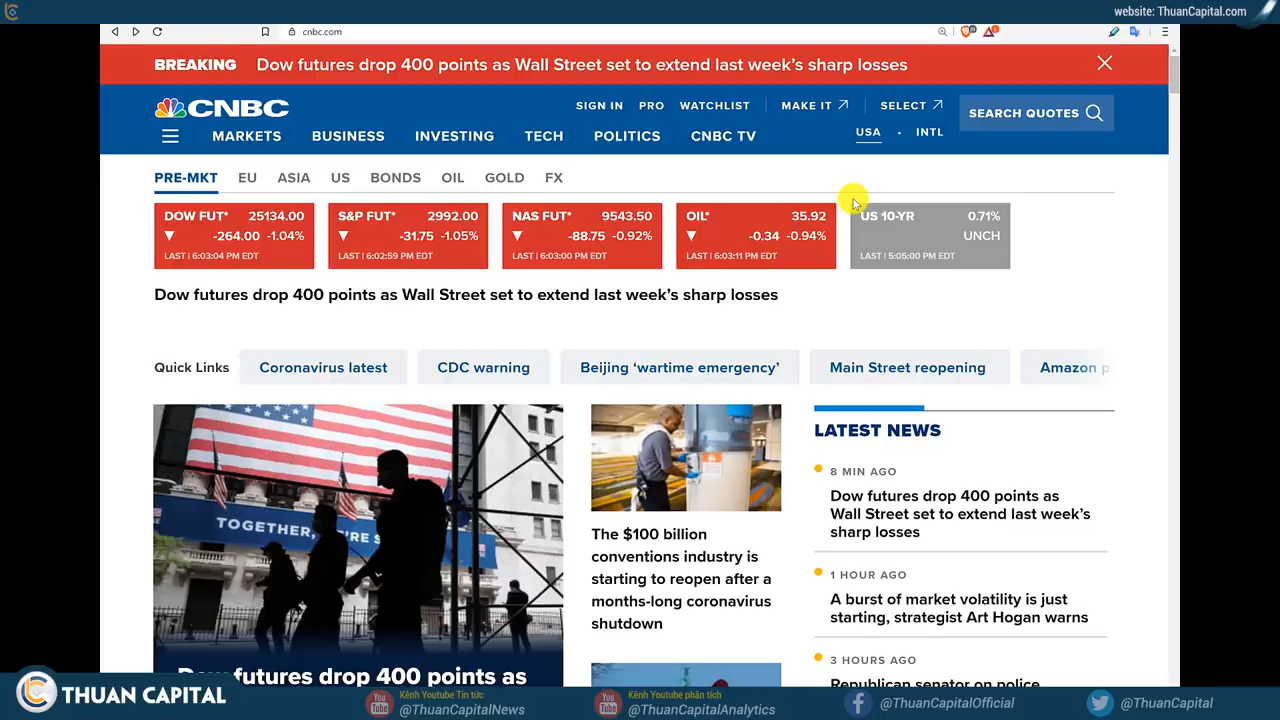 website: ThuanCapital.com
cnbc.com
BREAKING Dow futures drop 400 points as Wall Street set to extend last week's sharp losses
CNBC
SIGN IN PRO WATCHLIST MAKE IT SELECT
SEARCH QUOTES
MARKETS BUSINESS INVESTING TECH POLITICS CNBC TV
USA · INTL
PRE-MKT EU ASIA US BONDS OIL GOLD FX
DOW FUT* 25134.00
-264.00 -1.04%
LAST | 6:03:04 PM EDT
S&P FUT* 2992.00
-31.75 -1.05%
LAST | 6:02:59 PM EDT
NAS FUT* 9543.50
-88.75 -0.92%
LAST | 6:03:00 PM EDT
OIL* 35.92
-0.34 -0.94%
LAST | 6:03:11 PM EDT
US 10-YR 0.71%
UNCH
LAST | 5:05:00 PM EDT
Dow futures drop 400 points as Wall Street set to extend last week's sharp losses
Quick Links Coronavirus latest CDC warning Beijing 'wartime emergency' Main Street reopening Amazon p
TOGETHER,
Dow futures drop 400 points as
The $100 billion
conventions industry is
starting to reopen after a
months-long coronavirus
shutdown
LATEST NEWS
8 MIN AGO
Dow futures drop 400 points as
Wall Street set to extend last week's
sharp losses
1 HOUR AGO
A burst of market volatility is just
starting, strategist Art Hogan warns
3 HOURS AGO
Republican senator on police
THUAN CAPITAL
Kênh Youtube Tin tức
@ThuanCapitalNews
Kênh Youtube phân tích
@ThuanCapitalAnalytics
@ThuanCapitalOfficial
@ThuanCapital